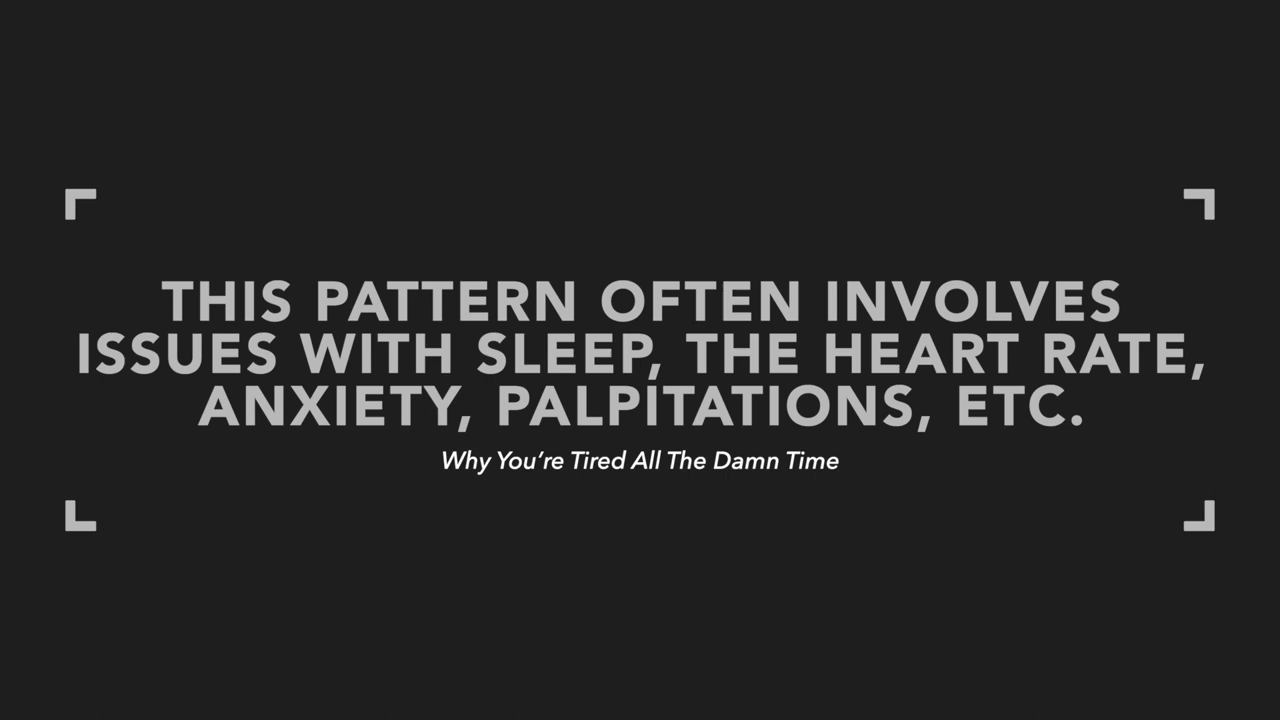 THIS PATTERN OFTEN INVOLVES
ISSUES WITH SLEEP, THE HEART RATE,
ANXIETY, PALPITATIONS, ETC.
Why You’re Tired All The Damn Time